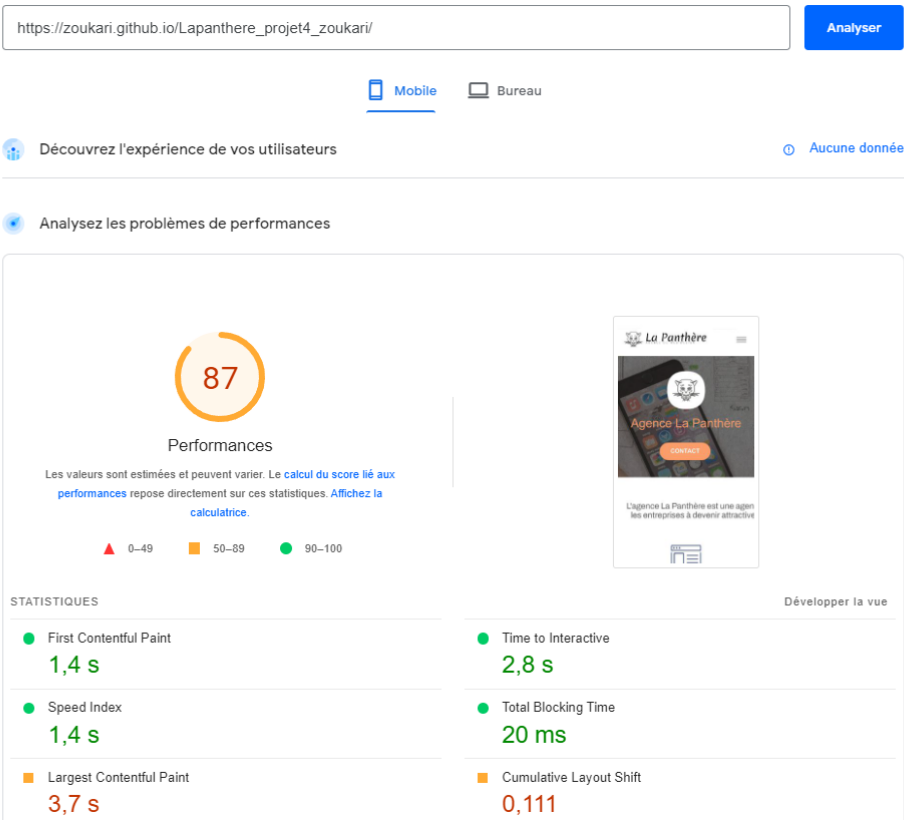 https://zoukari.github.io/Lapanthere_projet4_zoukari/
Analyser
Mobile
Bureau
Découvrez l'expérience de vos utilisateurs
Aucune donnée
Analysez les problèmes de performances
87
Performances
Les valeurs sont estimées et peuvent varier. Le calcul du score lié aux
performances repose directement sur ces statistiques. Affichez la
calculatrice.
0–49
50–89
90–100
La Panthère
Agence La Panthère
CONTACT
L'agence La Panthère est une agen
les entreprises à devenir attractive
STATISTIQUES
Développer la vue
First Contentful Paint
1,4 s
Time to Interactive
2,8 s
Speed Index
1,4 s
Total Blocking Time
20 ms
Largest Contentful Paint
3,7 s
Cumulative Layout Shift
0,111